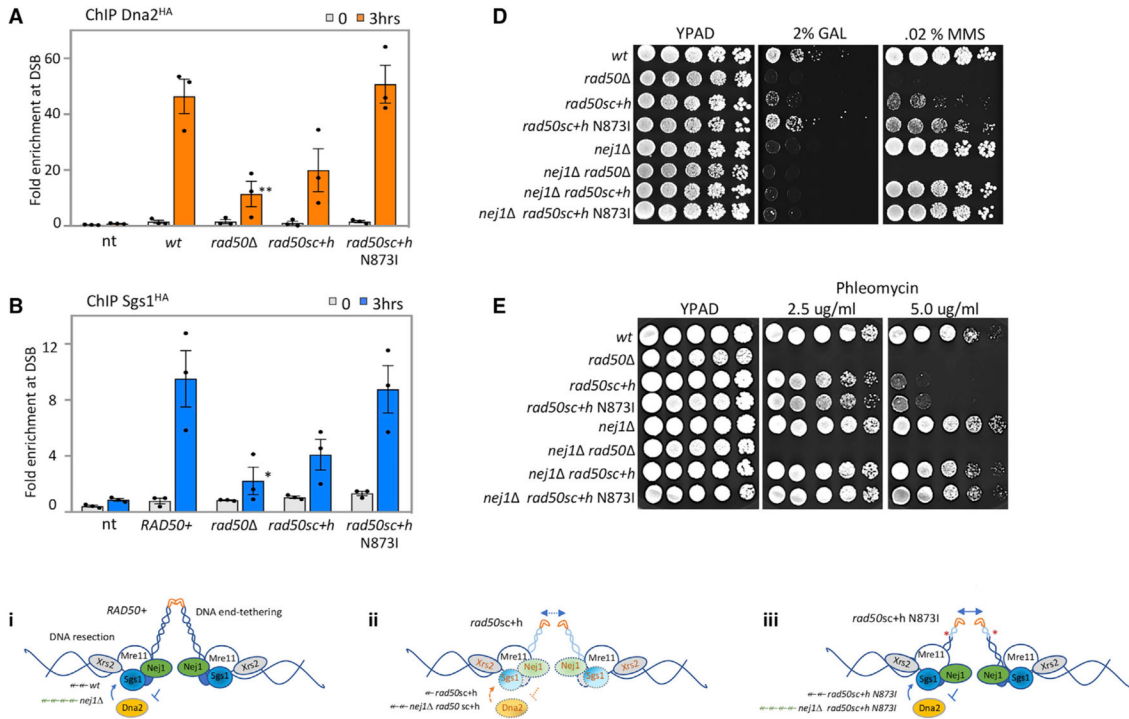 A
ChIP Dna2HA
0 3hrs
Fold enrichment at DSB
60
40
20
0
nt wt rad50Δ rad50sc+h rad50sc+h N873I
**
B
ChIP Sgs1HA
0 3hrs
Fold enrichment at DSB
12
8
4
0
nt RAD50+ rad50Δ rad50sc+h rad50sc+h N873I
*
D
YPAD 2% GAL .02 % MMS
wt
rad50Δ
rad50sc+h
rad50sc+h N873I
nej1Δ
nej1Δ rad50Δ
nej1Δ rad50sc+h
nej1Δ rad50sc+h N873I
E
Phleomycin
YPAD 2.5 ug/ml 5.0 ug/ml
wt
rad50Δ
rad50sc+h
rad50sc+h N873I
nej1Δ
nej1Δ rad50Δ
nej1Δ rad50sc+h
nej1Δ rad50sc+h N873I
i
RAD50+
DNA end-tethering
DNA resection
Mre11 Mre11
Xrs2 Nej1 Nej1 Xrs2
Sgs1 Sgs1
wt
nej1Δ
Dna2
ii
rad50sc+h
Mre11 Mre11
Xrs2 Nej1 Nej1 Xrs2
Sgs1 Sgs1
rad50sc+h
nej1Δ rad50 sc+h
Dna2
iii
rad50sc+h N873I
* *
Mre11 Mre11
Xrs2 Nej1 Nej1 Xrs2
Sgs1 Sgs1
rad50sc+h N873I
nej1Δ rad50sc+h N873I
Dna2